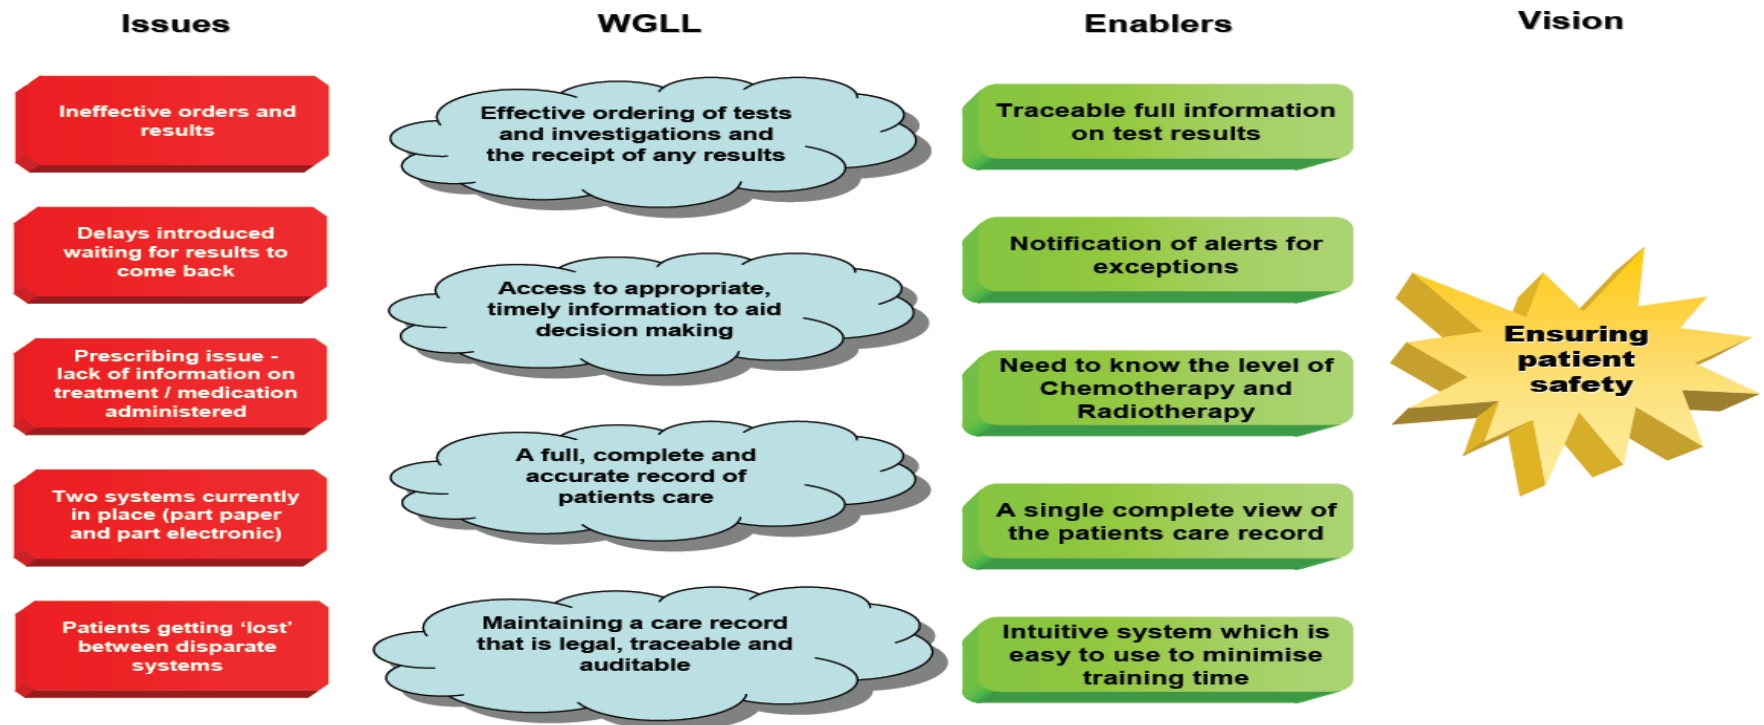 Issues
WGLL
Enablers
Vision
Ineffective orders and
results
Delays introduced
waiting for results to
come back
Prescribing issue -
lack of information on
treatment / medication
administered
Two systems currently
in place (part paper
and part electronic)
Patients getting ‘lost’
between disparate
systems
Effective ordering of tests
and investigations and
the receipt of any results
Access to appropriate,
timely information to aid
decision making
A full, complete and
accurate record of
patients care
Maintaining a care record
that is legal, traceable and
auditable
Traceable full information
on test results
Notification of alerts for
exceptions
Need to know the level of
Chemotherapy and
Radiotherapy
A single complete view of
the patients care record
Intuitive system which is
easy to use to minimise
training time
Ensuring
patient
safety